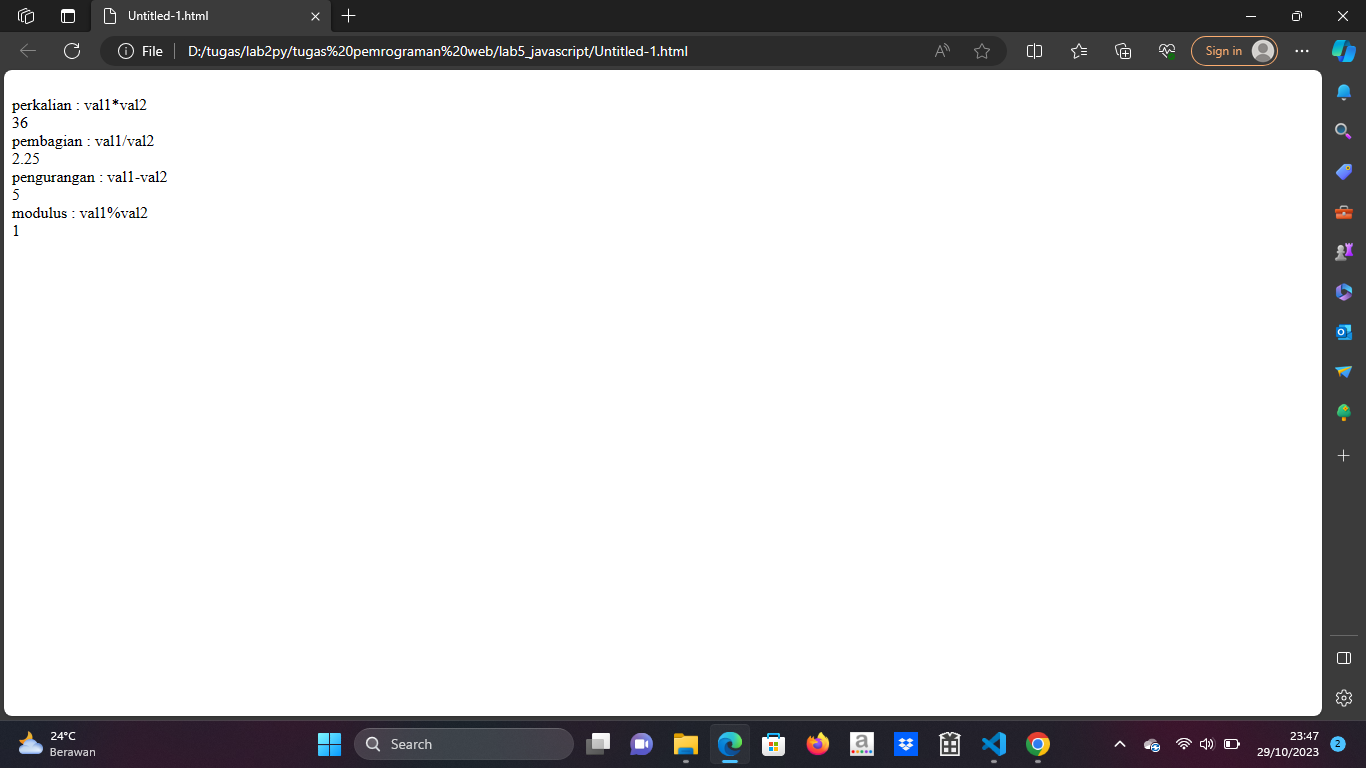 Untitled-1.html
File
D:/tugas/lab2py/tugas%20pemrograman%20web/lab5_javascript/Untitled-1.html
Sign in
perkalian : val1*val2
36
pembagian : val1/val2
2.25
pengurangan : val1-val2
5
modulus : val1%val2
1
24°C
Berawan
Search
23:47
29/10/2023
2